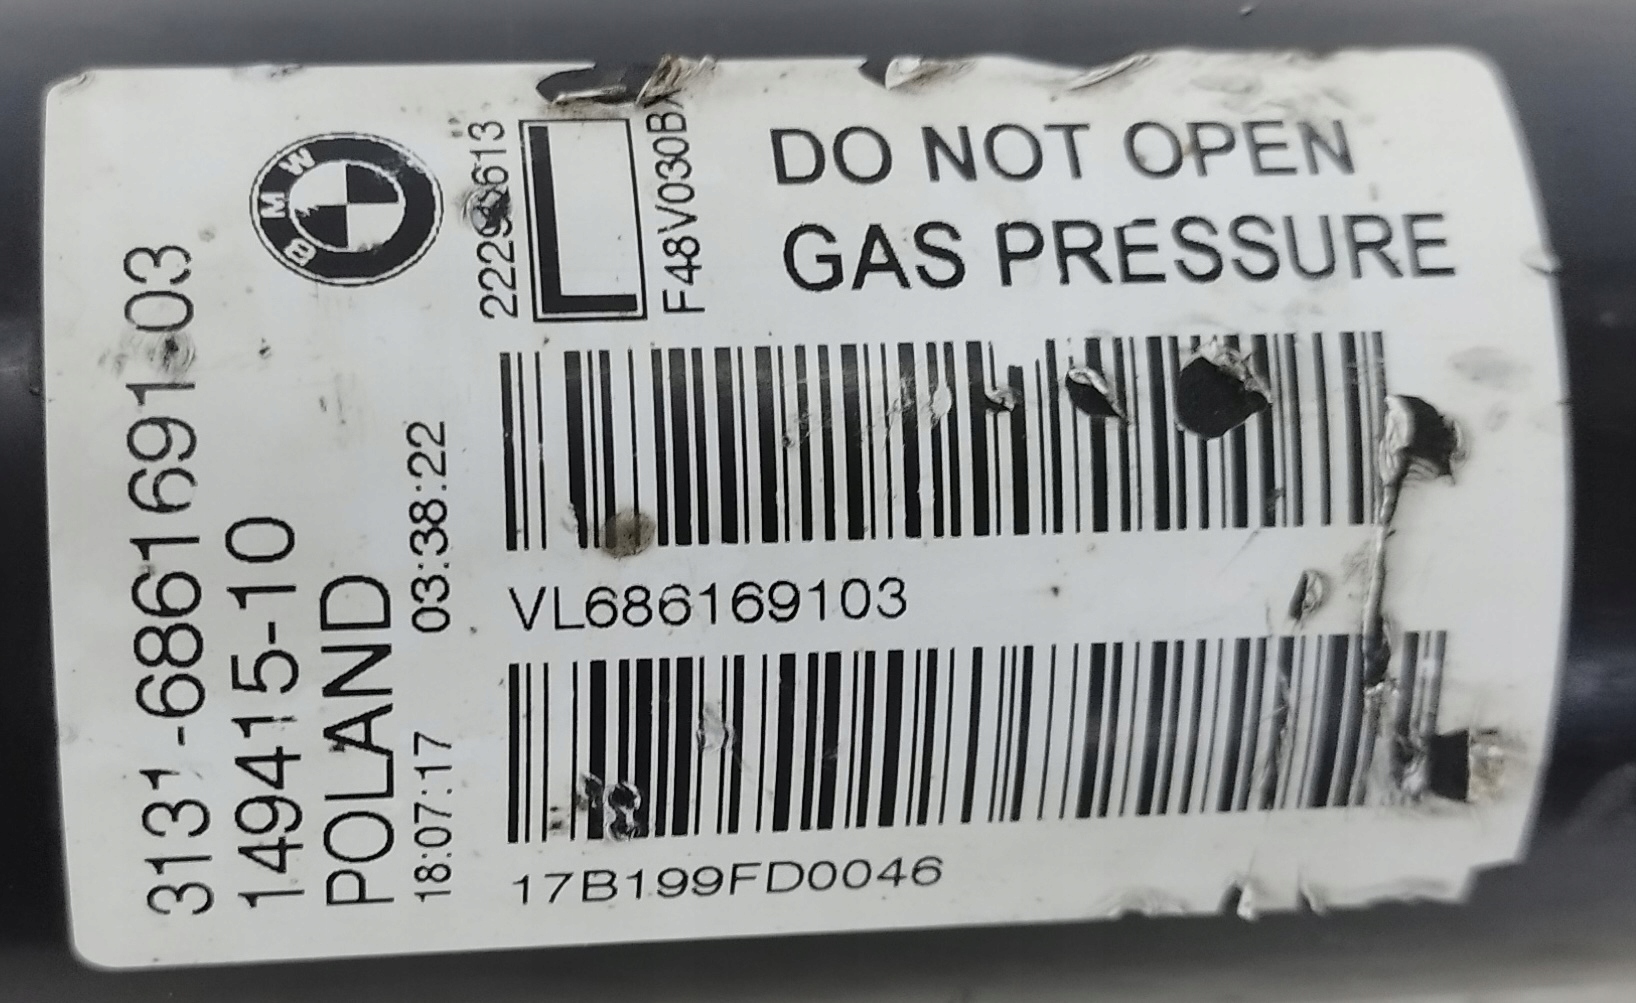 3131-6861691 03
149415-10
POLAND
18:07:17 03:38:22
BMW
L
F48V030B
DO NOT OPEN
GAS PRESSURE
VL686169103
17B199FD0046